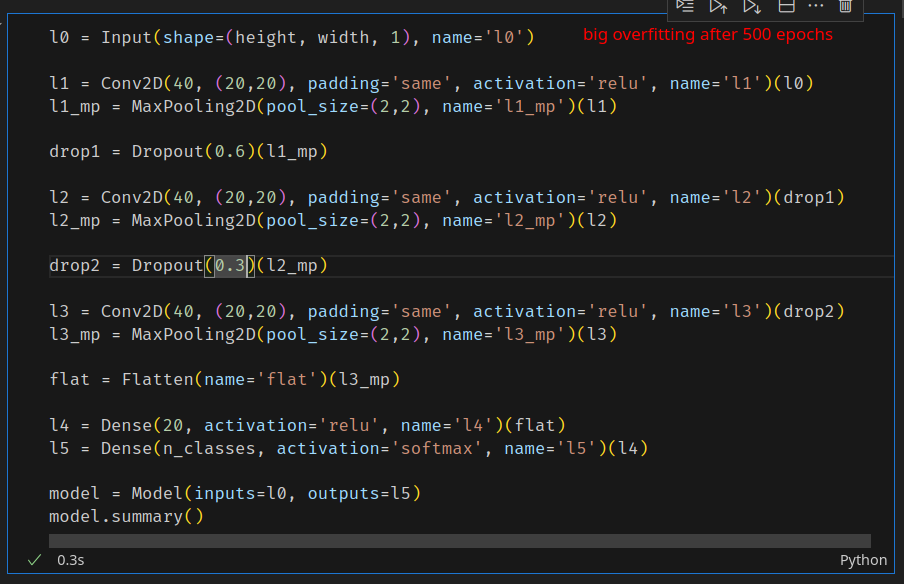 l0 = Input(shape=(height, width, 1), name='l0')
big overfitting after 500 epochs
l1 = Conv2D(40, (20,20), padding='same', activation='relu', name='l1')(l0)
l1_mp = MaxPooling2D(pool_size=(2,2), name='l1_mp')(l1)
drop1 = Dropout(0.6)(l1_mp)
l2 = Conv2D(40, (20,20), padding='same', activation='relu', name='l2')(drop1)
l2_mp = MaxPooling2D(pool_size=(2,2), name='l2_mp')(l2)
drop2 = Dropout(0.3)(l2_mp)
l3 = Conv2D(40, (20,20), padding='same', activation='relu', name='l3')(drop2)
l3_mp = MaxPooling2D(pool_size=(2,2), name='l3_mp')(l3)
flat = Flatten(name='flat')(l3_mp)
l4 = Dense(20, activation='relu', name='l4')(flat)
l5 = Dense(n_classes, activation='softmax', name='l5')(l4)
model = Model(inputs=l0, outputs=l5)
model.summary()
0.3s
Python